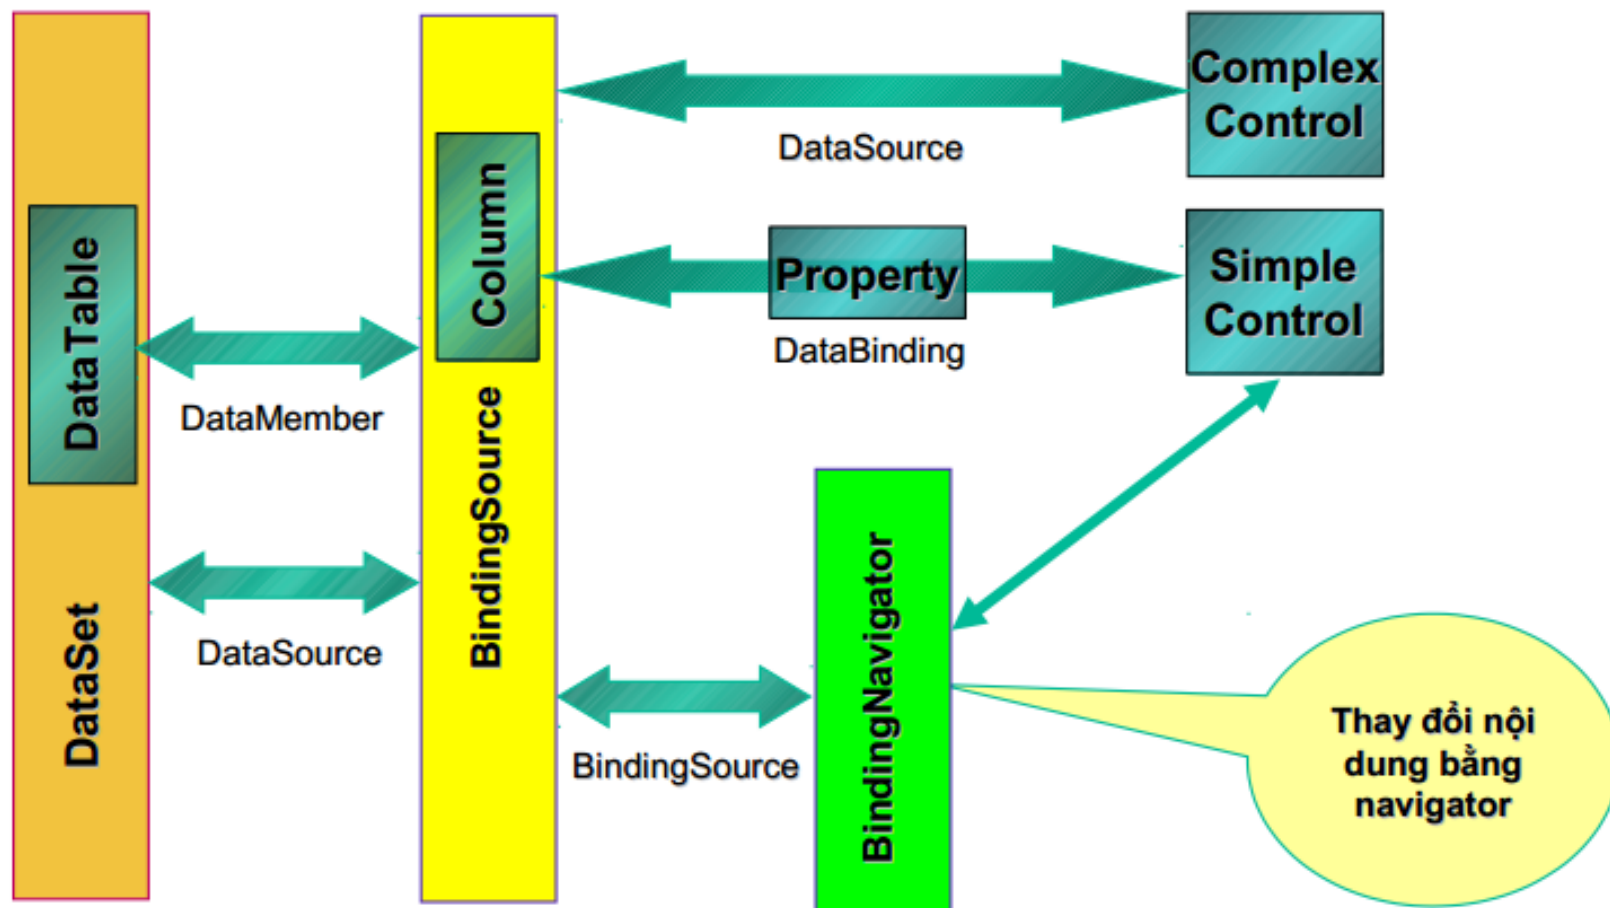 DataSet
DataTable
DataMember
DataSource
BindingSource
Column
DataSource
Complex
Control
Property
DataBinding
Simple
Control
BindingSource
BindingNavigator
Thay đổi nội
dung bằng
navigator